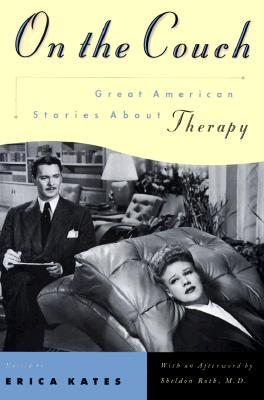 On the Couch
Great American
Stories About Therapy
Edited by
ERICA KATES
With an Afterword by
Sheldon Roth, M.D.